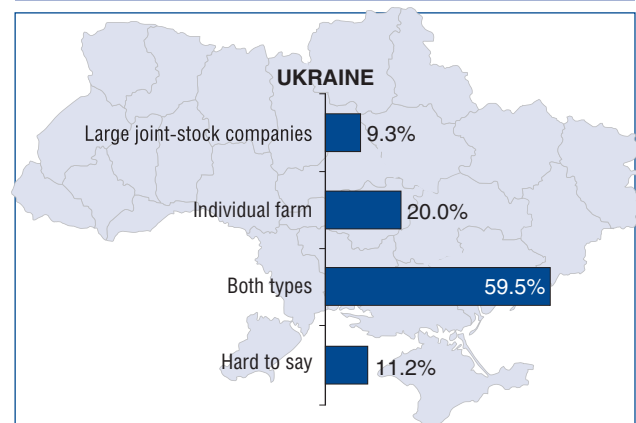 UKRAINE
Large joint-stock companies 9.3%
Individual farm 20.0%
Both types 59.5%
Hard to say 11.2%